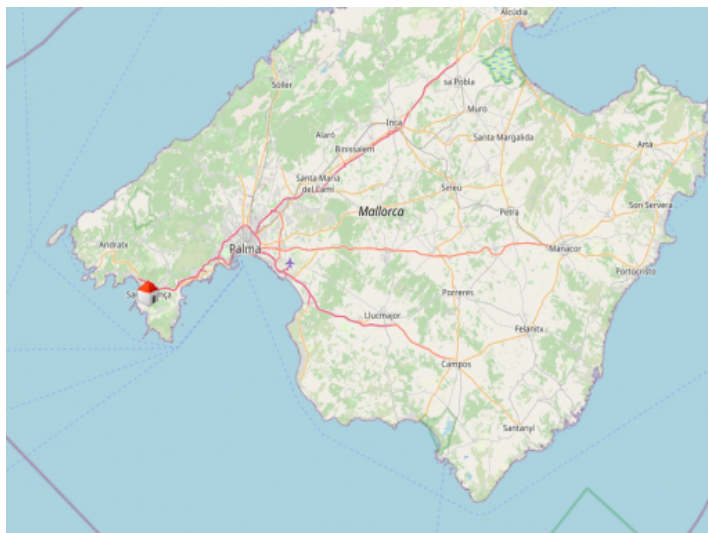 Alcúdia
sa Pobla
Sóller
Muro
Inca
Alaró
Santa Margalida
Binissalem
Artà
Santa Maria
del Camí
Sineu
Son Servera
Mallorca
Petra
Andratx
Palma
Manacor
Portocristo
Porreres
Llucmajor
Felanitx
Campos
Santanyí